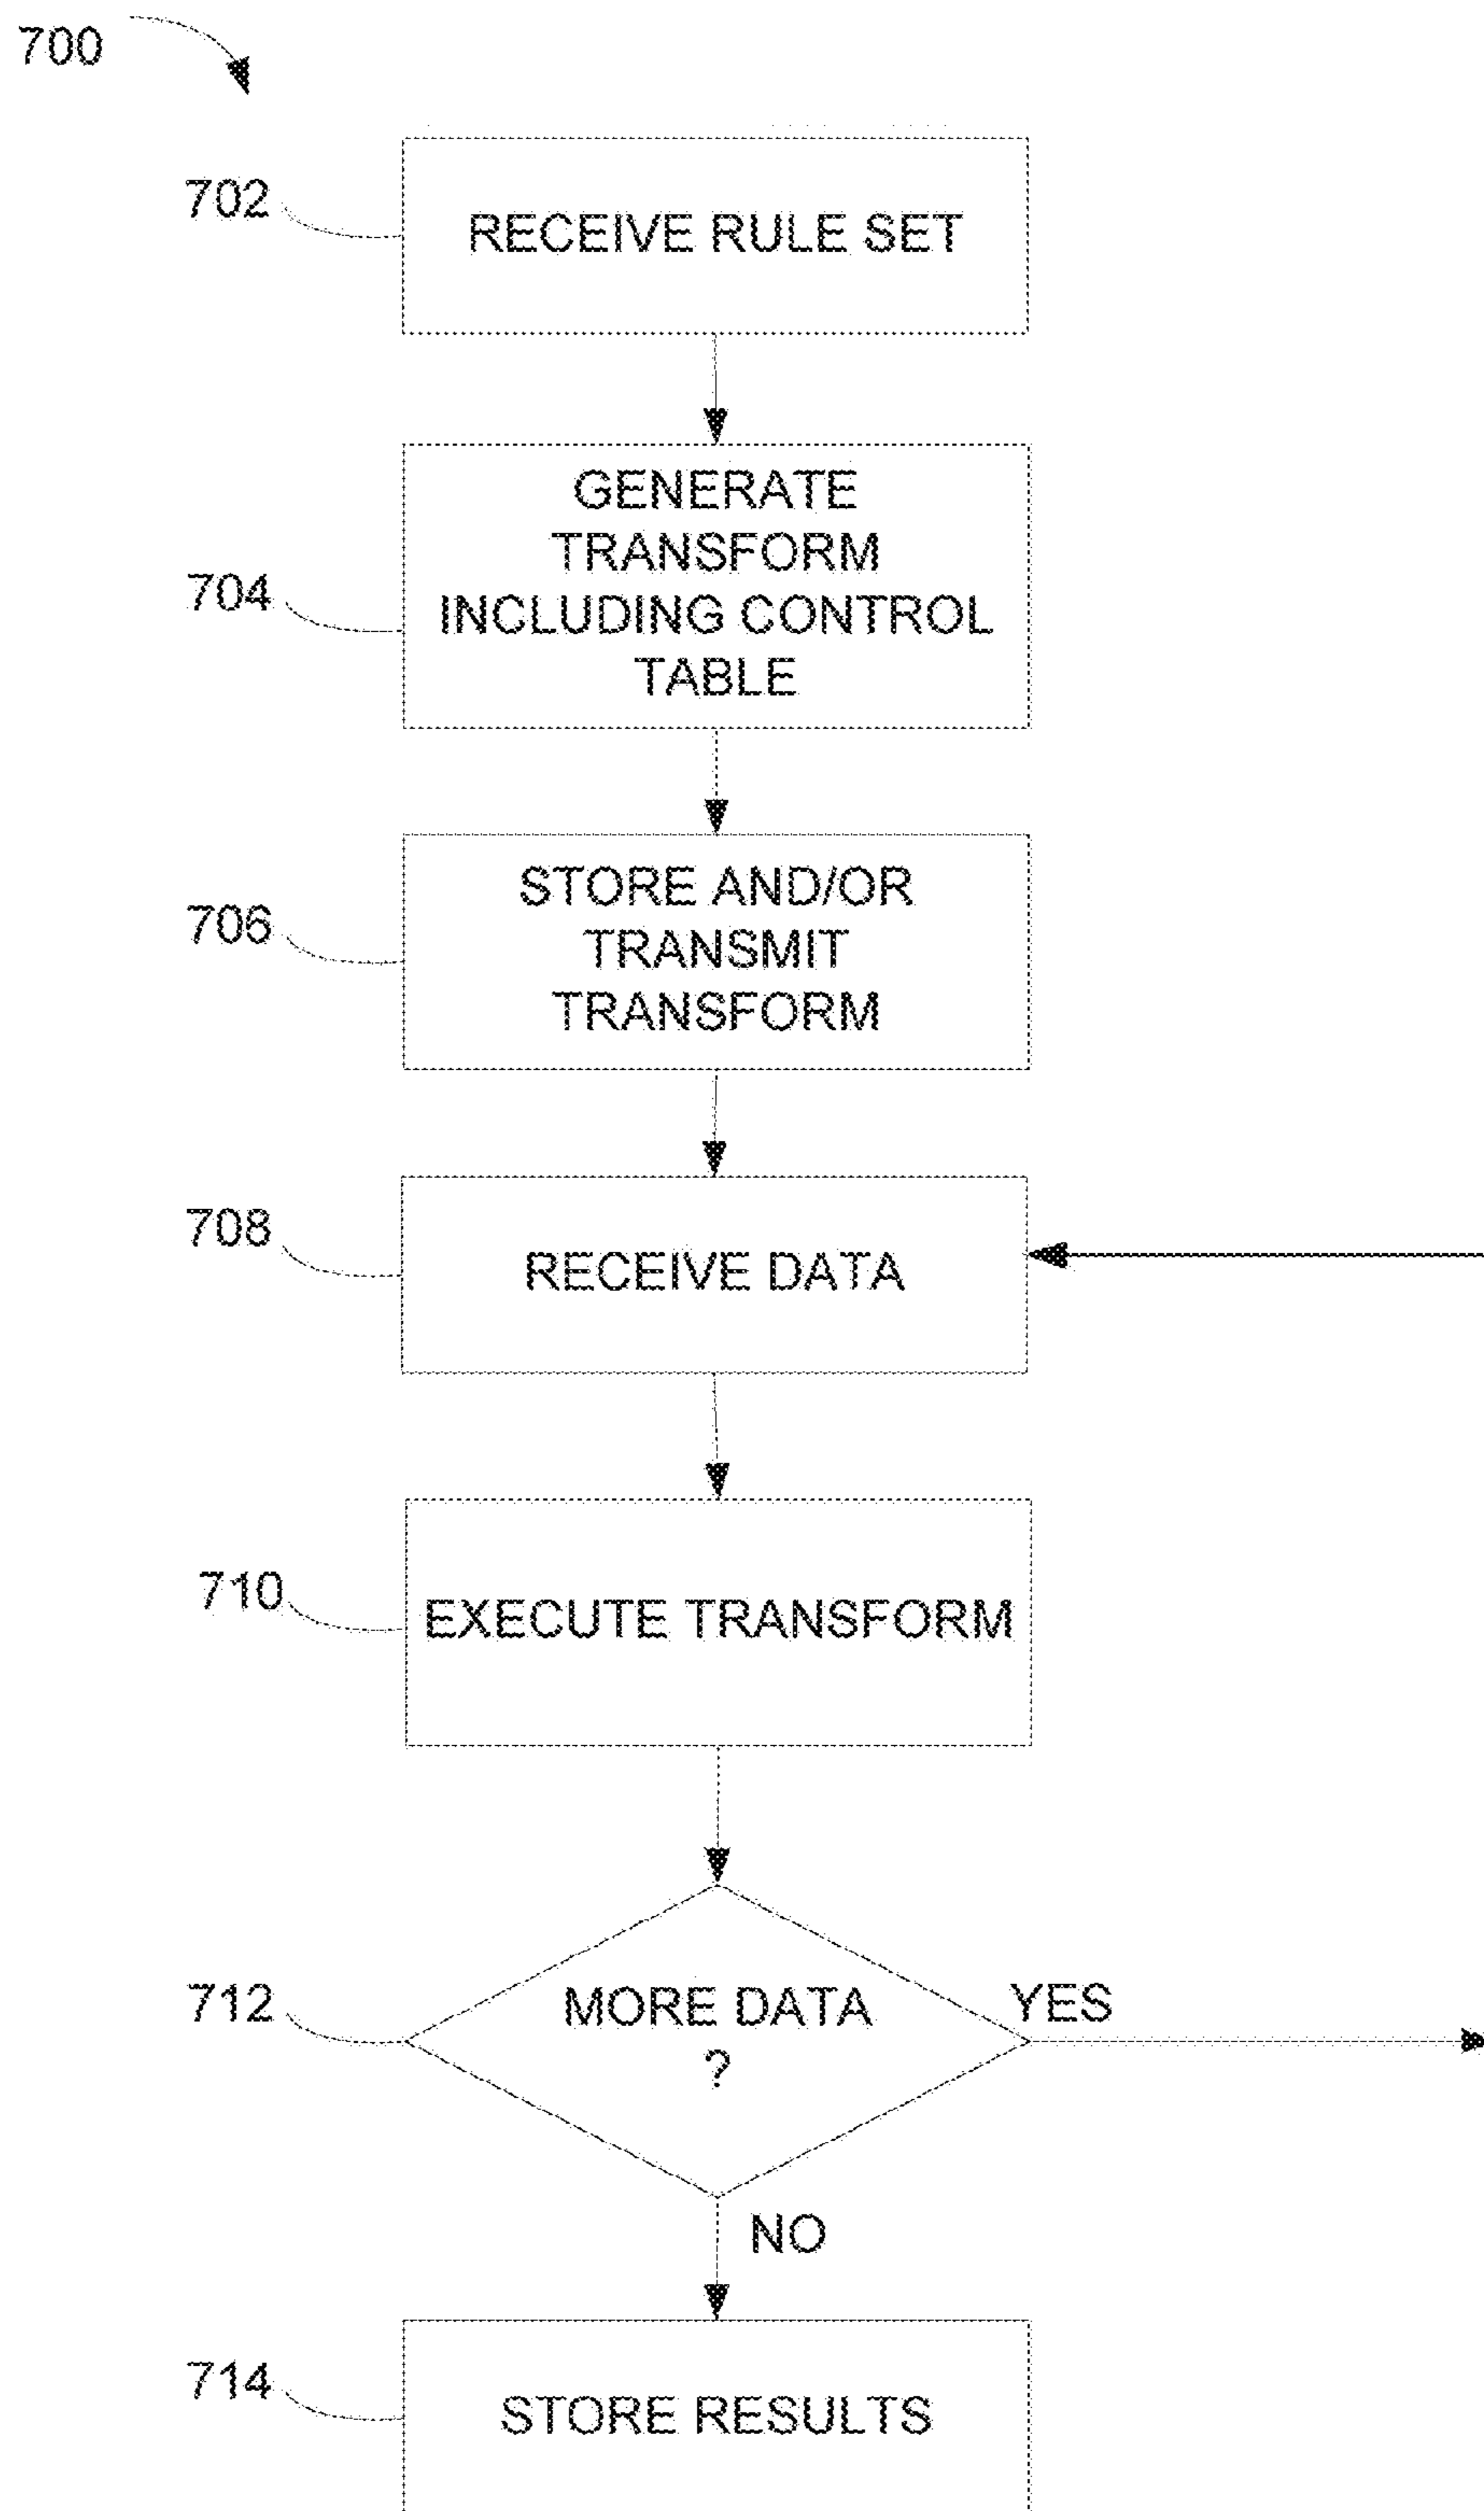 700
702
RECEIVE RULE SET
704
GENERATE
TRANSFORM
INCLUDING CONTROL
TABLE
706
STORE AND/OR
TRANSMIT
TRANSFORM
708
RECEIVE DATA
710
EXECUTE TRANSFORM
712
MORE DATA
?
YES
NO
714
STORE RESULTS